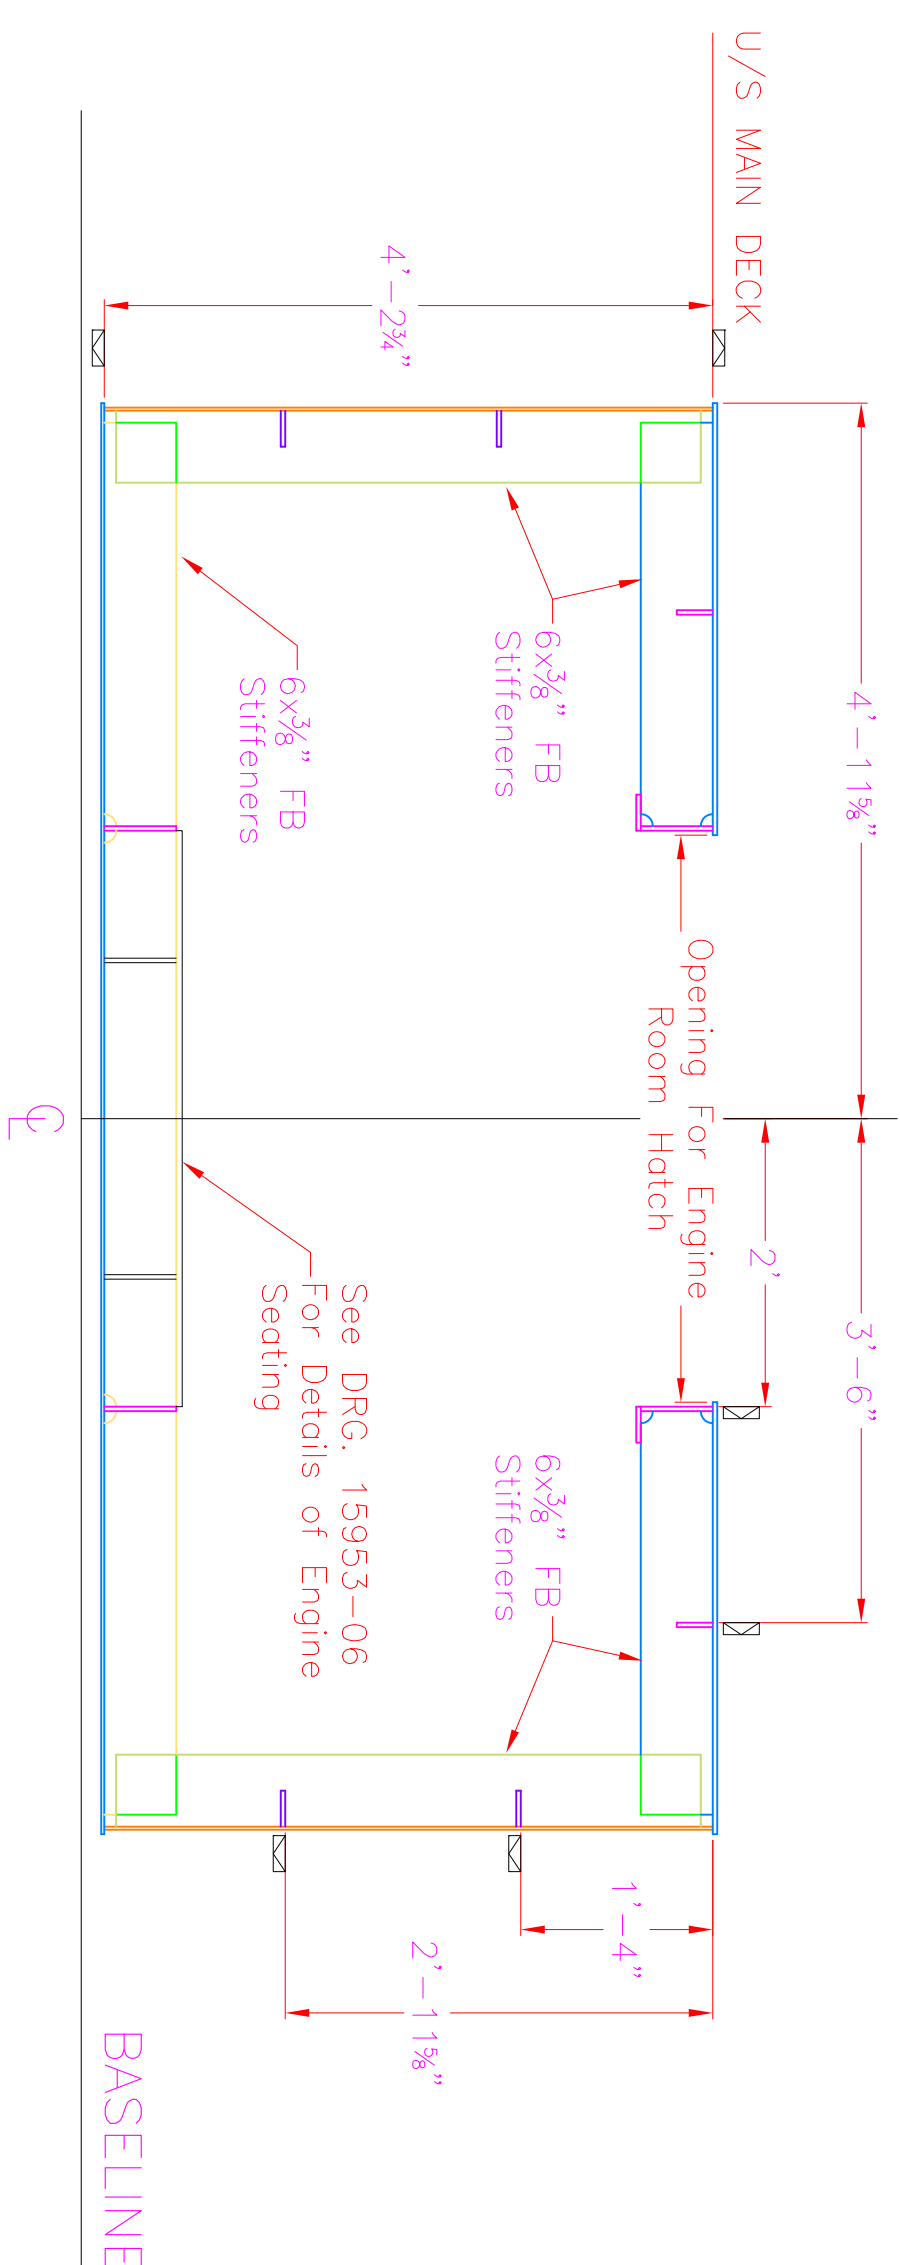 U/S MAIN DECK
4'-11⅝"
3'-6"
2'
4'-2¾"
Opening For Engine
Room Hatch
6x⅜" FB
Stiffeners
6x⅜" FB
Stiffeners
1'-4"
2'-11⅝"
6x⅜" FB
Stiffeners
See DRG. 15953-06
For Details of Engine
Seating
BASELINE
CL